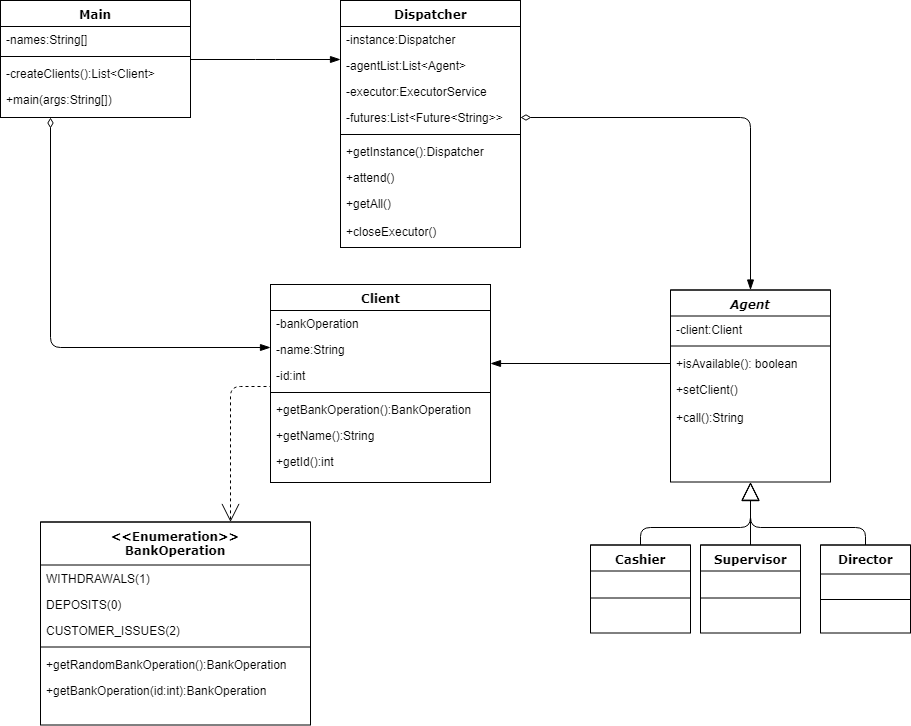 Main
-names:String[]
-createClients():List<Client>
+main(args:String[])
Dispatcher
-instance:Dispatcher
-agentList:List<Agent>
-executor:ExecutorService
-futures:List<Future<String>>
+getInstance():Dispatcher
+attend()
+getAll()
+closeExecutor()
Client
-bankOperation
-name:String
-id:int
+getBankOperation():BankOperation
+getName():String
+getId():int
Agent
-client:Client
+isAvailable(): boolean
+setClient()
+call():String
<<Enumeration>>
BankOperation
WITHDRAWALS(1)
DEPOSITS(0)
CUSTOMER_ISSUES(2)
+getRandomBankOperation():BankOperation
+getBankOperation(id:int):BankOperation
Cashier
Supervisor
Director